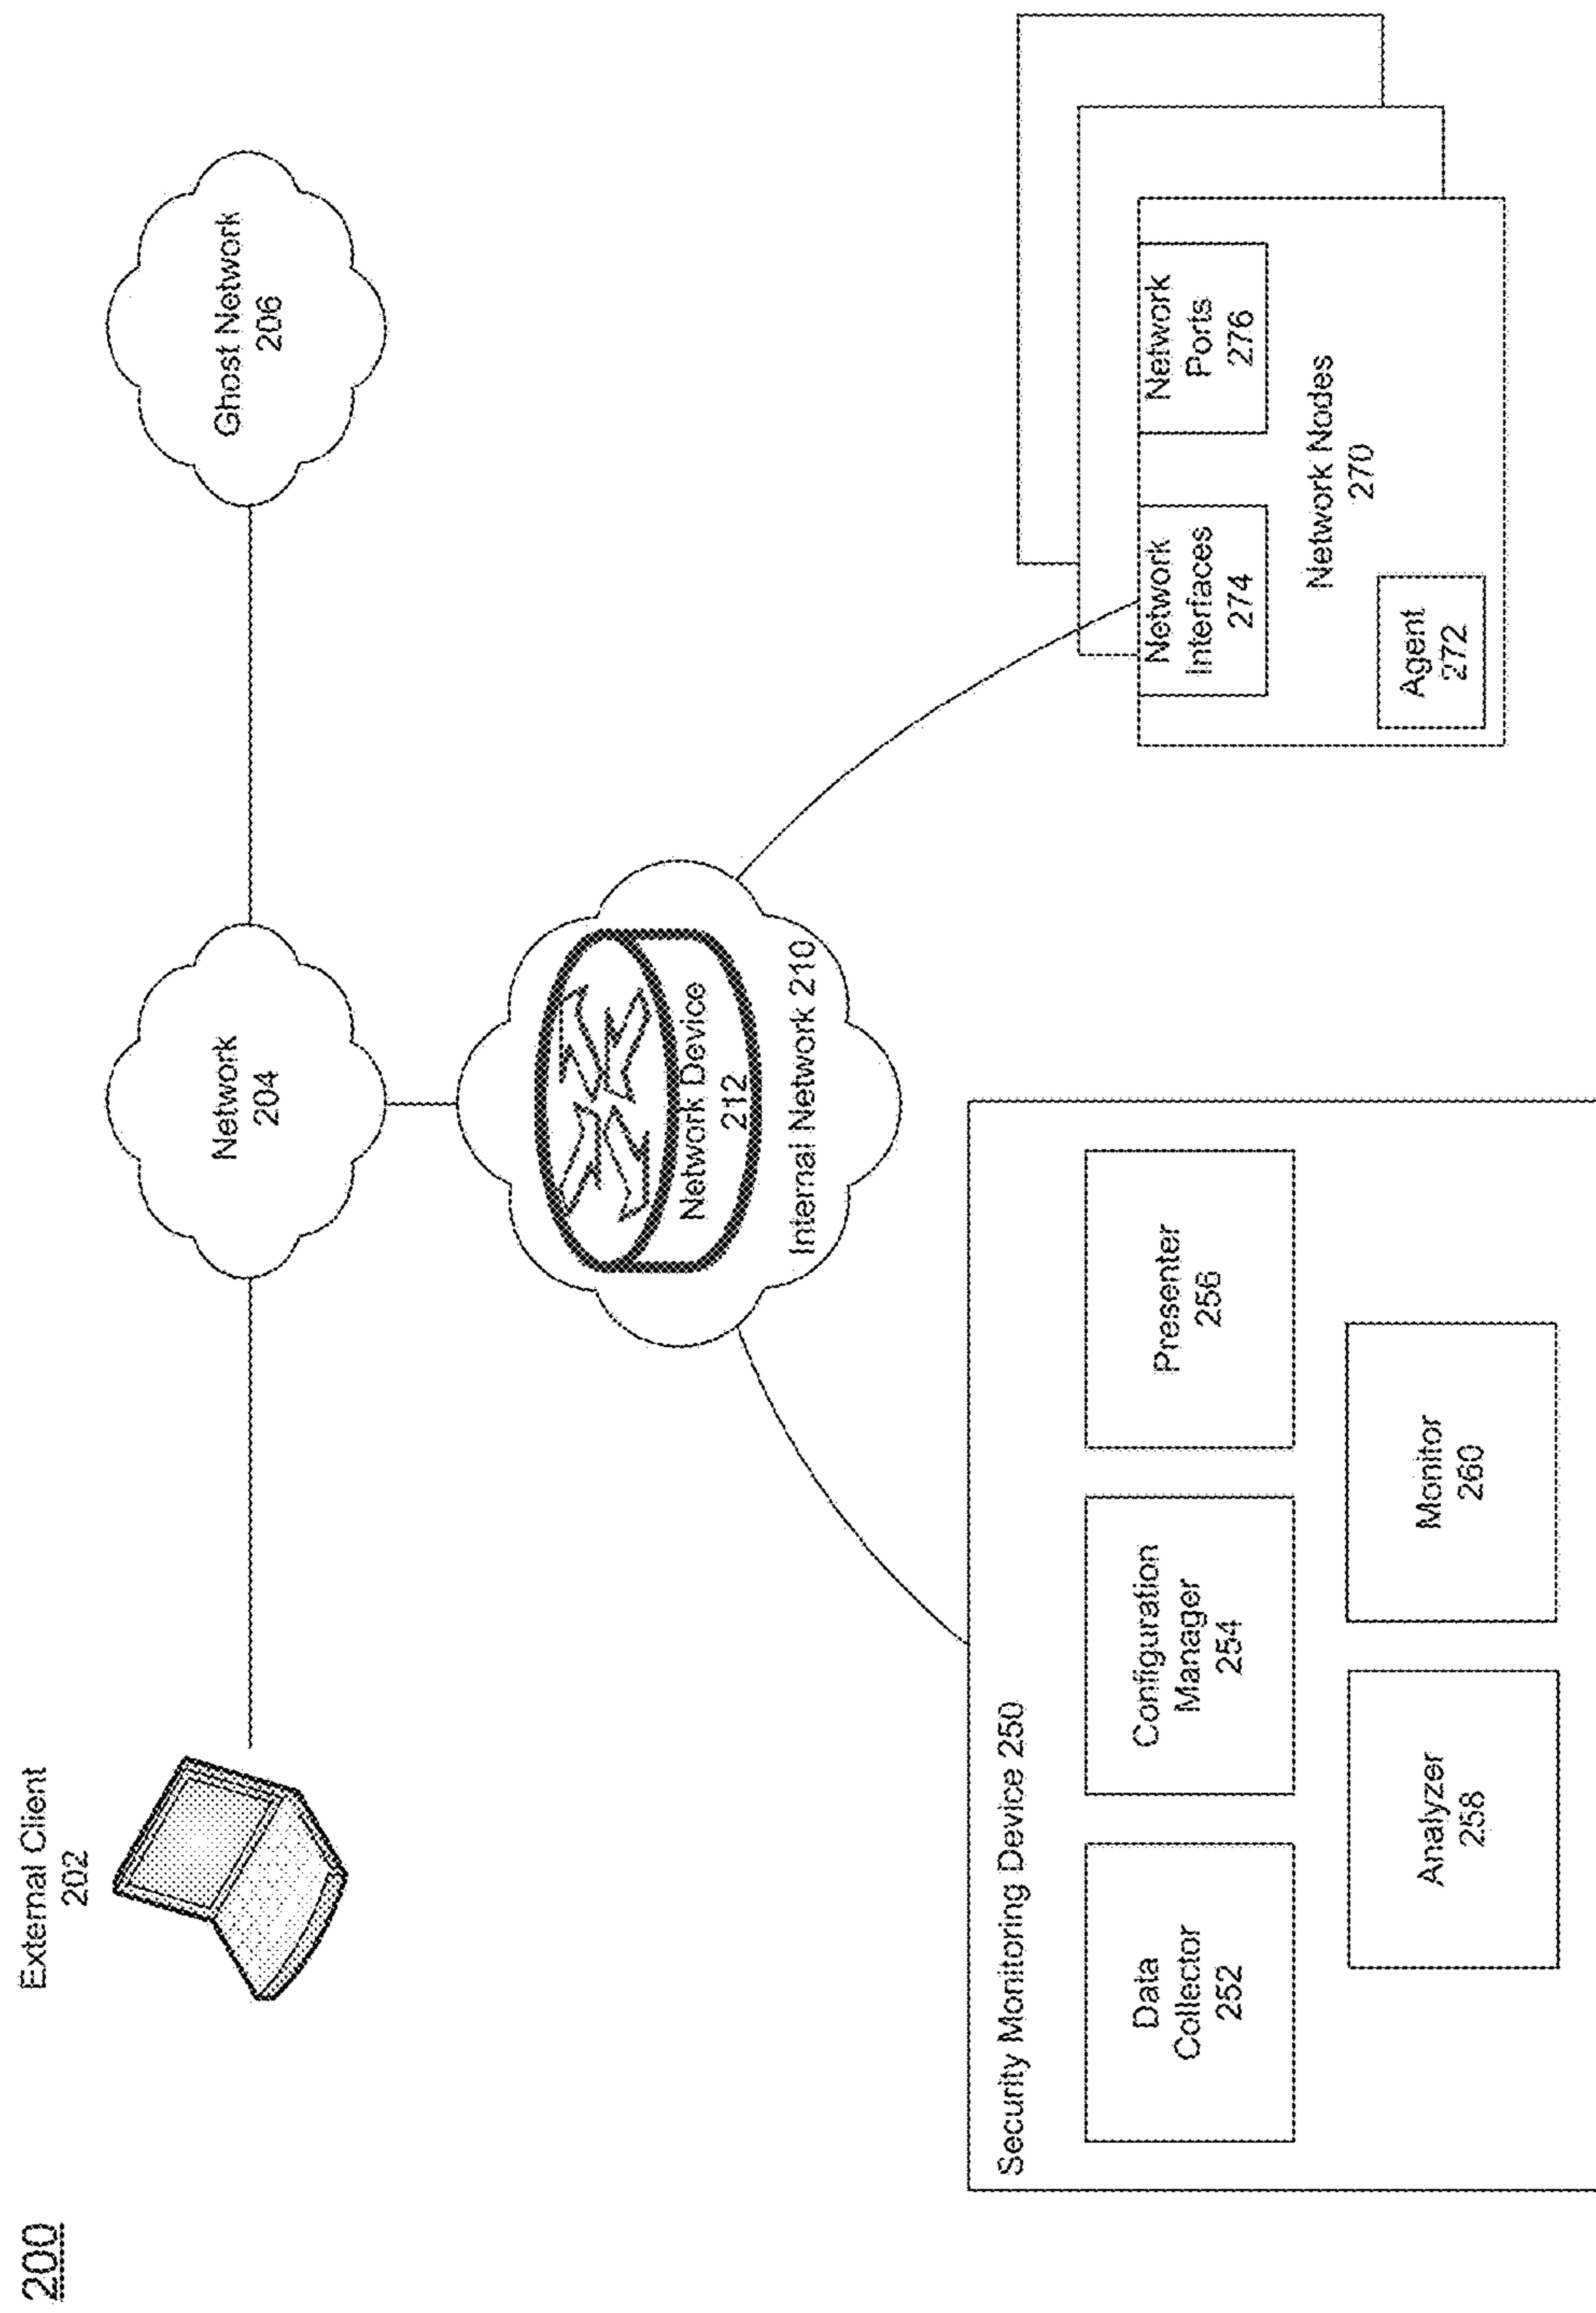 200
External Client
202
Network
204
Ghost Network
206
Network Device
212
Internal Network 210
Security Monitoring Device 250
Data
Collector
252
Configuration
Manager
254
Presenter
256
Analyzer
258
Monitor
260
Network
Interfaces
274
Network
Ports
276
Network Nodes
270
Agent
272